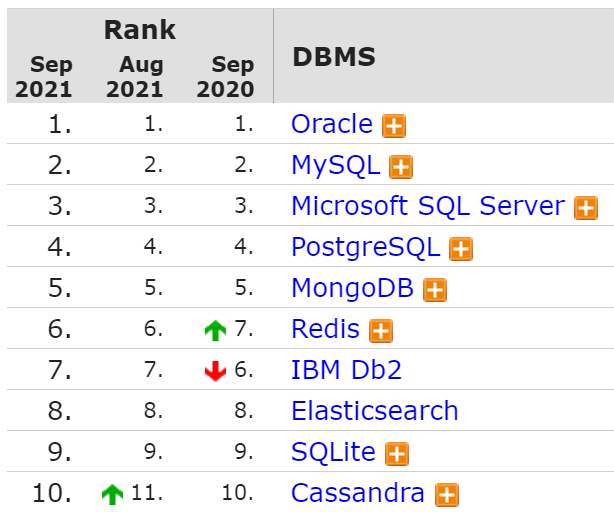 Rank
Sep Aug Sep DBMS
2021 2021 2020
1. 1. 1. Oracle
2. 2. 2. MySQL
3. 3. 3. Microsoft SQL Server
4. 4. 4. PostgreSQL
5. 5. 5. MongoDB
6. 6. 7. Redis
7. 7. 6. IBM Db2
8. 8. 8. Elasticsearch
9. 9. 9. SQLite
10. 11. 10. Cassandra